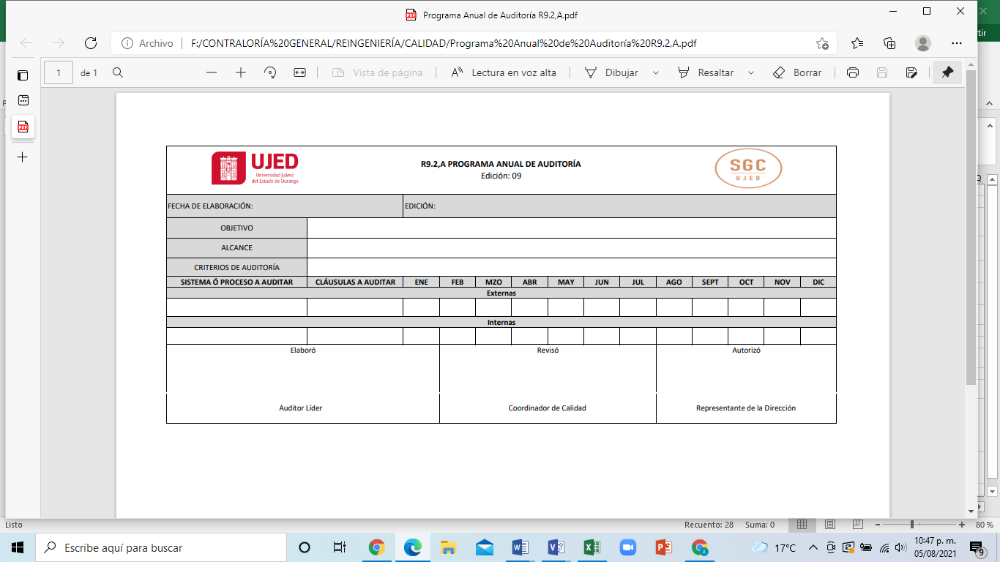 Programa Anual de Auditoría R9.2,A.pdf
Archivo
F:/CONTRALORÍA%20GENERAL/REINGENIERÍA/CALIDAD/Programa%20Anual%20de%20Auditoría%20R9.2,A.pdf
1 de 1
Vista de página
Lectura en voz alta
Dibujar
Resaltar
Borrar
UJED
Universidad Juárez
del Estado de Durango
R9.2,A PROGRAMA ANUAL DE AUDITORÍA
Edición: 09
SGC
UJED
FECHA DE ELABORACIÓN:
EDICIÓN:
OBJETIVO
ALCANCE
CRITERIOS DE AUDITORÍA
SISTEMA Ó PROCESO A AUDITAR CLÁUSULAS A AUDITAR ENE FEB MZO ABR MAY JUN JUL AGO SEPT OCT NOV DIC
Externas
Internas
Elaboró Revisó Autorizó
Auditor Líder Coordinador de Calidad Representante de la Dirección
Listo
Recuento: 28 Suma: 0
80 %
Escribe aquí para buscar
17°C
10:47 p. m.
05/08/2021
9